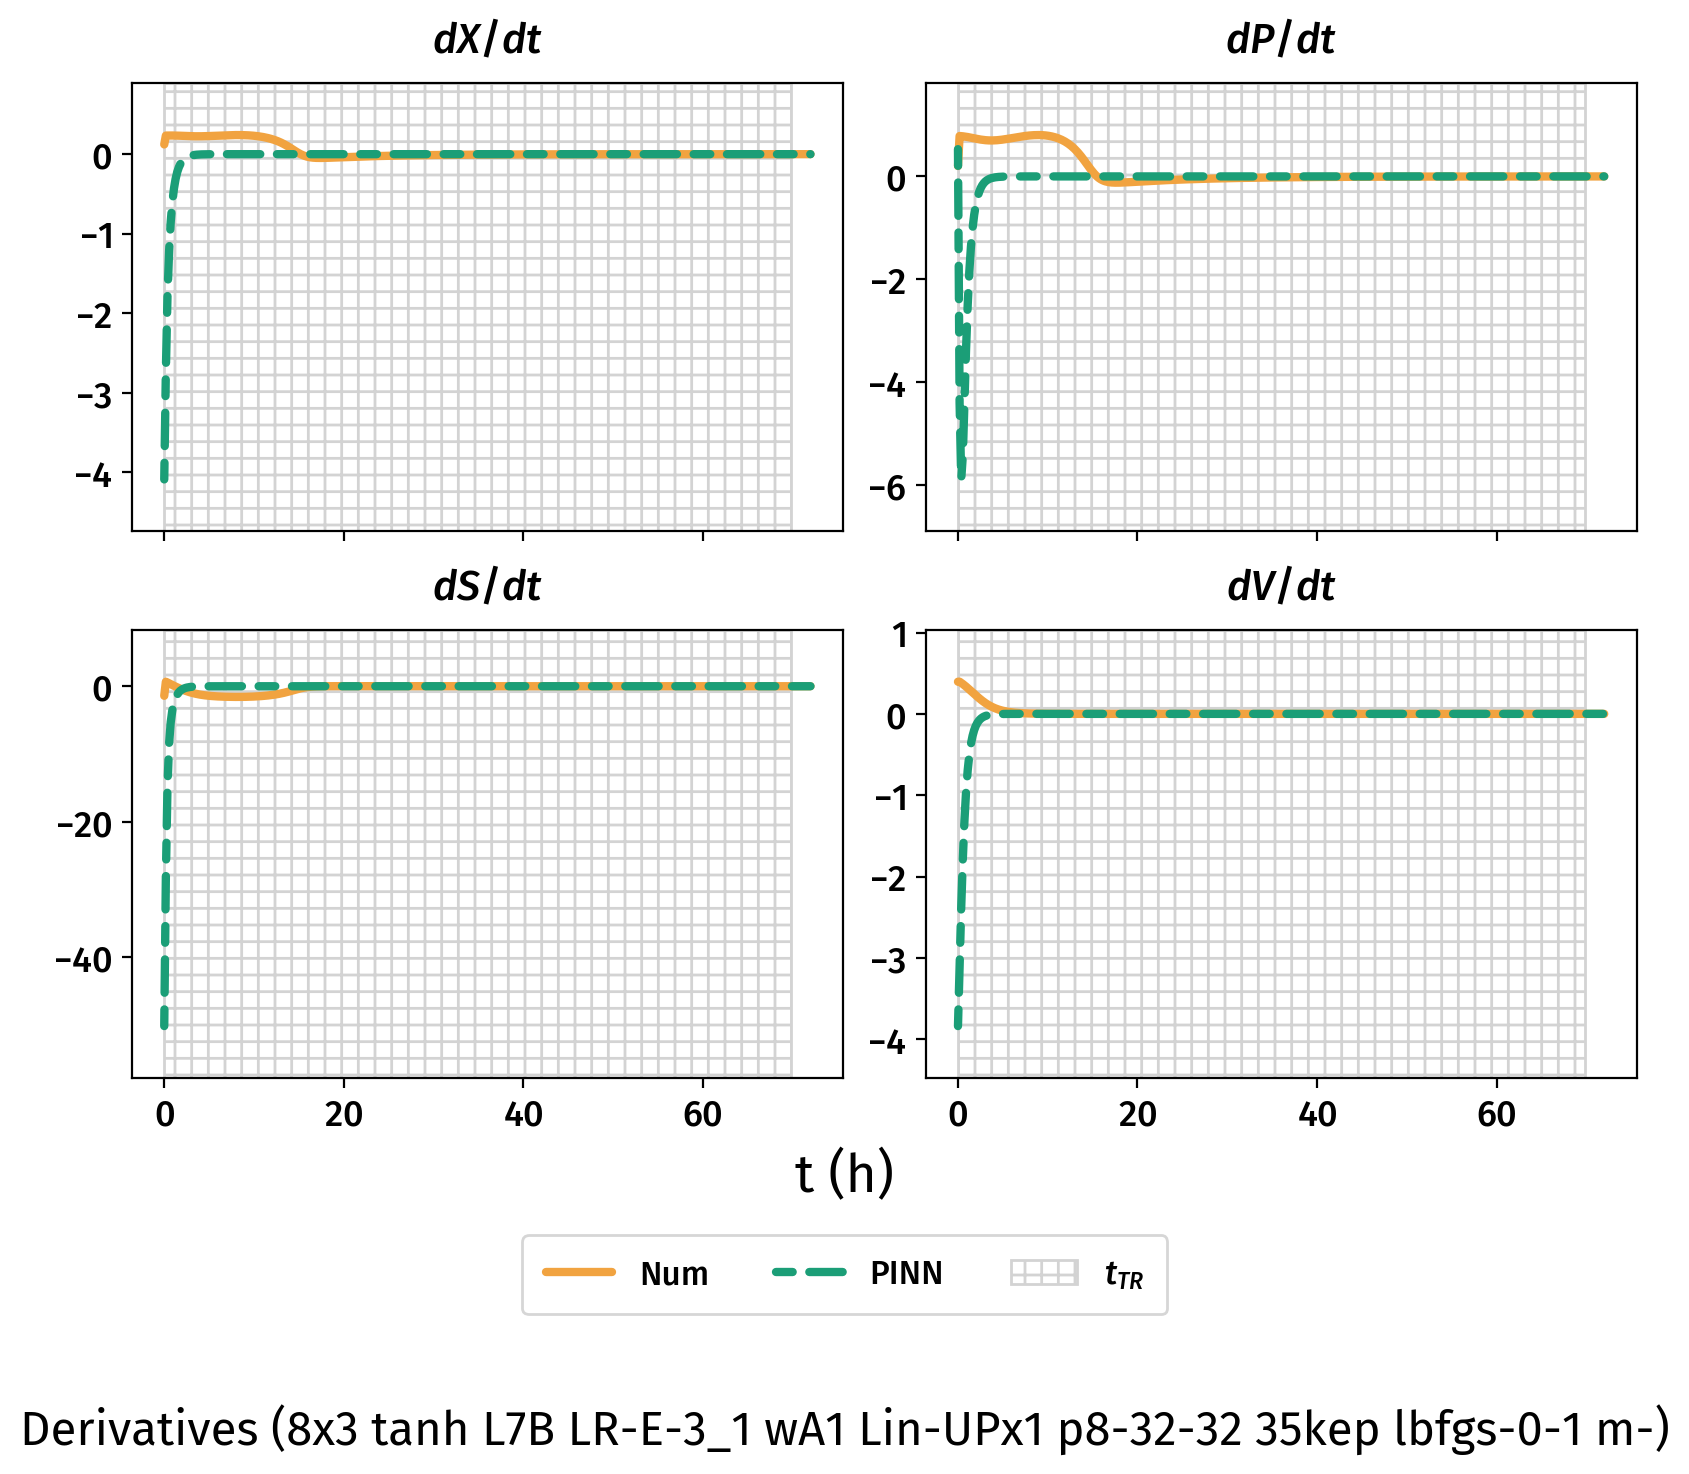 dX/dt
dP/dt
0
−1
−2
−3
−4
0
−2
−4
−6
dS/dt
dV/dt
0
−20
−40
1
0
−1
−2
−3
−4
0 20 40 60
0 20 40 60
t (h)
Num PINN tTR
Derivatives (8x3 tanh L7B LR-E-3_1 wA1 Lin-UPx1 p8-32-32 35kep lbfgs-0-1 m-)